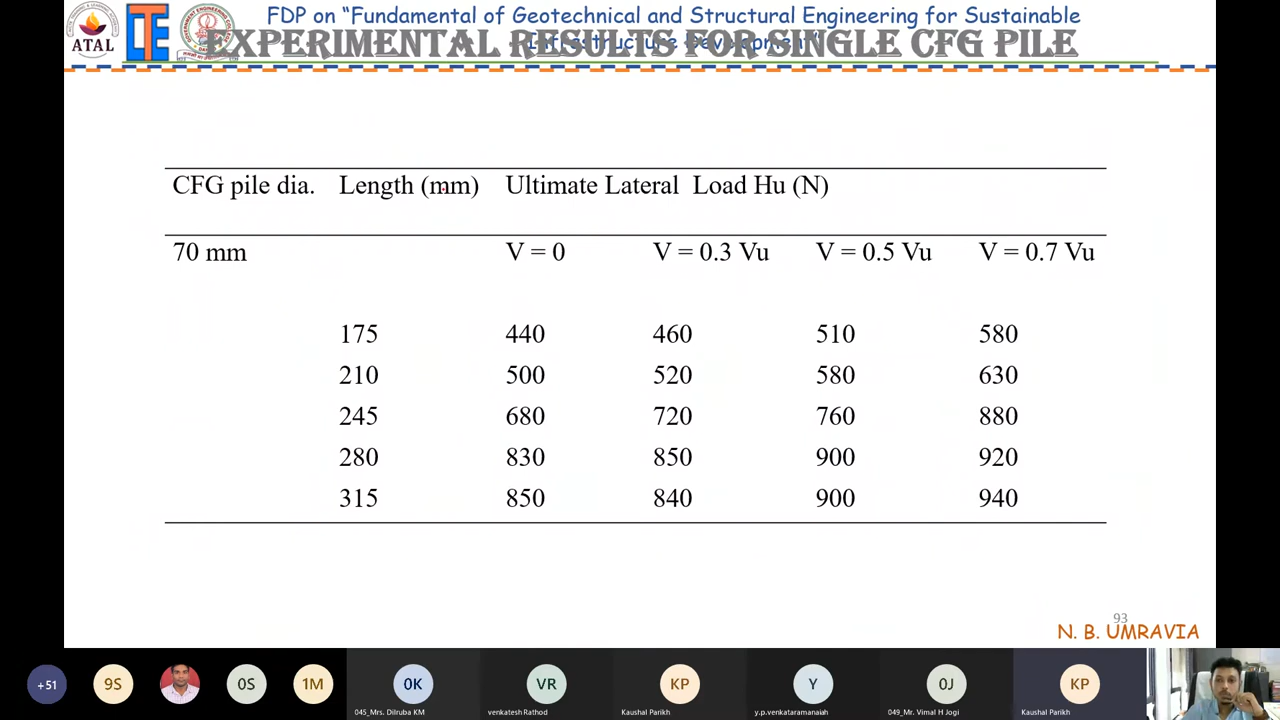 FDP on “Fundamental of Geotechnical and Structural Engineering for Sustainable
Infrastructure Development”
EXPERIMENTAL RESULTS FOR SINGLE CFG PILE
ATAL
CFG pile dia. Length (mm) Ultimate Lateral Load Hu (N)
70 mm V = 0 V = 0.3 Vu V = 0.5 Vu V = 0.7 Vu
175 440 460 510 580
210 500 520 580 630
245 680 720 760 880
280 830 850 900 920
315 850 840 900 940
93
N. B. UMRAVIA
+51 9S 0S 1M 0K VR KP Y 0J KP
045_Mrs. Dilruba KM venkatesh Rathod Kaushal Parikh y.p.venkataramanaiah 049_Mr. Vimal H Jogi Kaushal Parikh